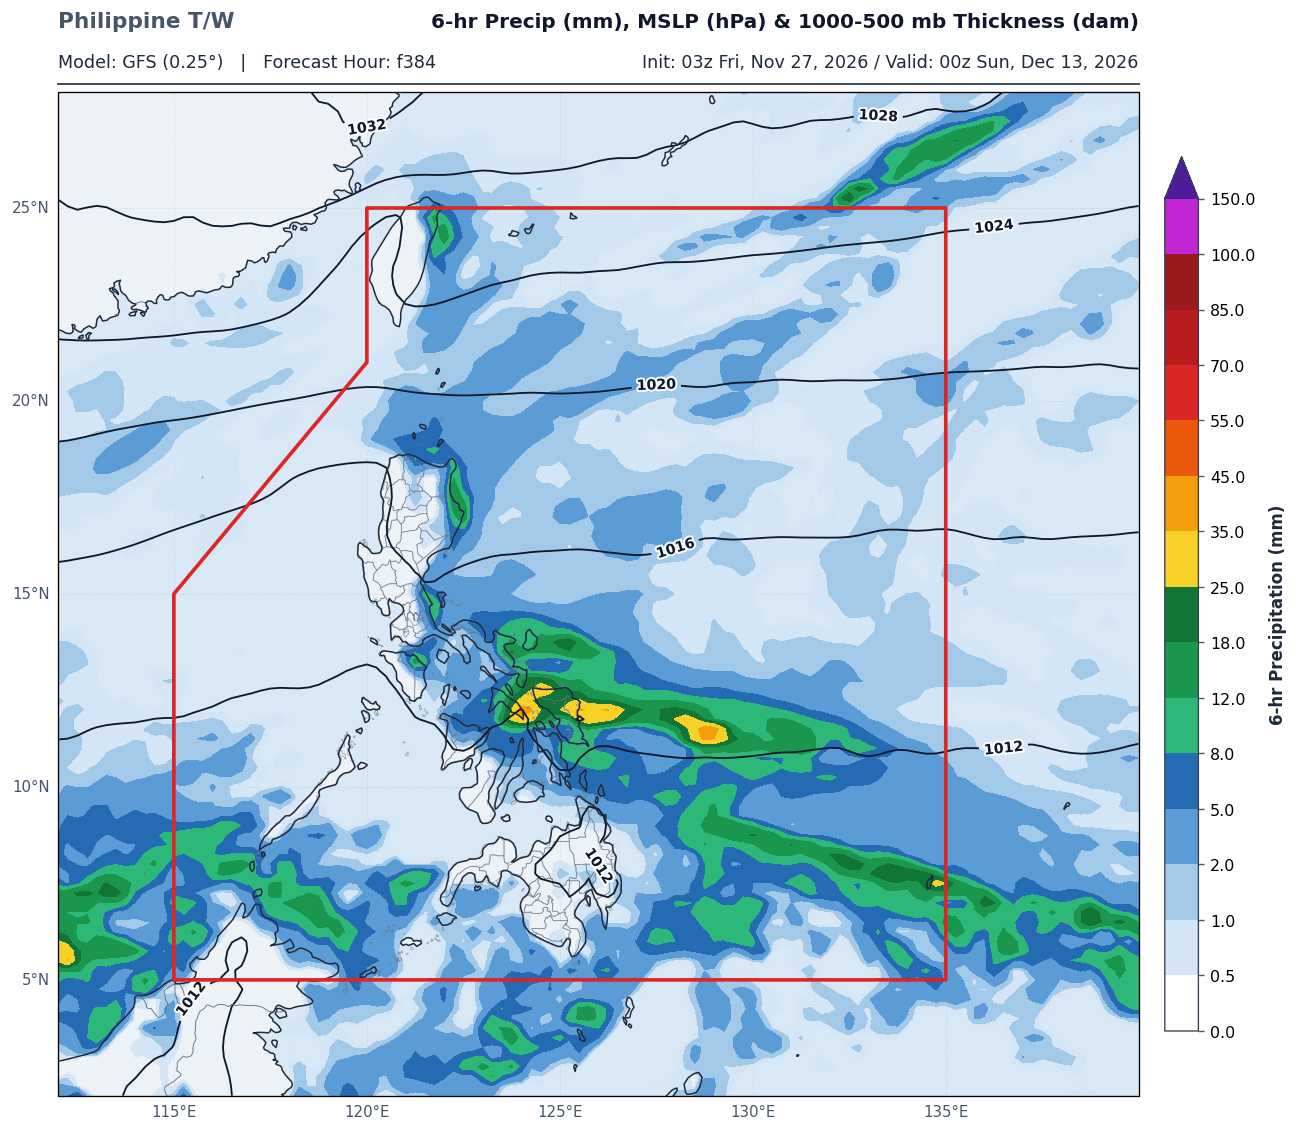 Philippine T/W
6-hr Precip (mm), MSLP (hPa) & 1000-500 mb Thickness (dam)
Model: GFS (0.25°) | Forecast Hour: f384
Init: 03z Fri, Nov 27, 2026 / Valid: 00z Sun, Dec 13, 2026
1032
1028
1024
1020
1016
1012
1012
1012
25°N
20°N
15°N
10°N
5°N
115°E
120°E
125°E
130°E
135°E
150.0
100.0
85.0
70.0
55.0
45.0
35.0
25.0
18.0
12.0
8.0
5.0
2.0
1.0
0.5
0.0
6-hr Precipitation (mm)